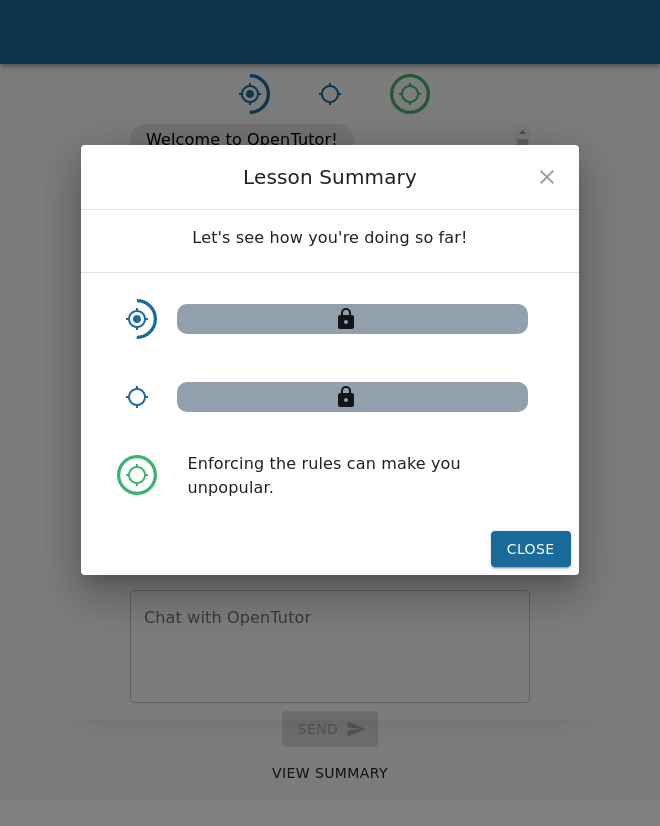 Welcome to OpenTutor!
Lesson Summary
Let's see how you're doing so far!
Enforcing the rules can make you
unpopular.
CLOSE
Chat with OpenTutor
SEND
VIEW SUMMARY